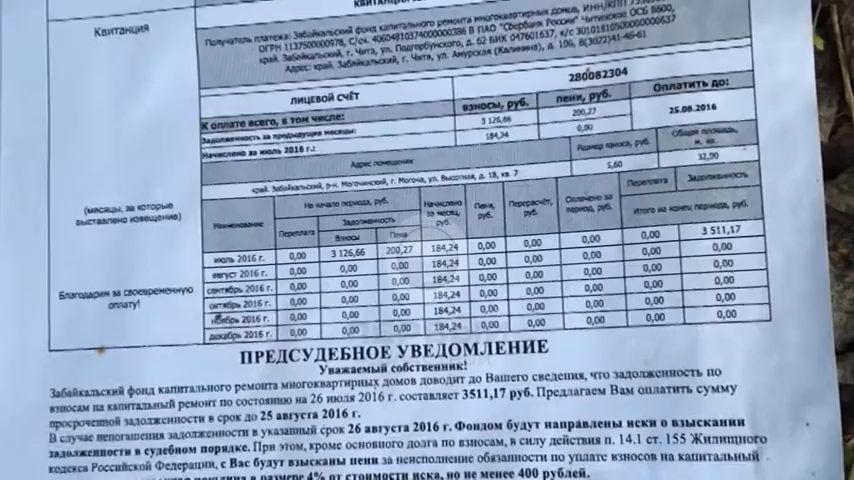 Квитанция
Получатель платежа: Забайкальский фонд капитального ремонта многоквартирных домов, ИНН/КПП
ОГРН 1137500000978, С/сч. 40604810374000000386 В ПАО "Сбербанк России" Читинское ОСБ 8600,
край. Забайкальский, г. Чита, ул. Подгорбунского, д. 62 БИК 047601637, к/с 30101810500000000637
Адрес: край. Забайкальский, г. Чита, ул. Амурская (Калинина), д. 106, 8(3022)41-46-61
ЛИЦЕВОЙ СЧЁТ 280082304
К оплате всего, в том числе: взносы, руб. пени, руб. Оплатить до:
Задолженность за предыдущие месяцы: 3 126,66 200,27 25.08.2016
Начислено за июль 2016 г.: 184,24 0,00
Адрес помещения Размер взноса, руб. Общая площадь, м. кв.
край. Забайкальский, р-н. Могочинский, г. Могоча, ул. Высотная, д. 18, кв. 7 5,60 32,90
(месяцы, за которые
выставлено извещение)
Наименование На начало периода, руб. Начислено за месяц, руб. Пени, руб. Перерасчёт, руб. Оплачено за период, руб. Переплата Задолженность
Переплата Задолженность Итого на конец периода, руб.
Взносы Пени
июль 2016 г. 0,00 3 126,66 200,27 184,24 0,00 0,00 0,00 0,00 3 511,17
август 2016 г. 0,00 0,00 0,00 184,24 0,00 0,00 0,00 0,00 0,00
сентябрь 2016 г. 0,00 0,00 0,00 184,24 0,00 0,00 0,00 0,00 0,00
октябрь 2016 г. 0,00 0,00 0,00 184,24 0,00 0,00 0,00 0,00 0,00
ноябрь 2016 г. 0,00 0,00 0,00 184,24 0,00 0,00 0,00 0,00 0,00
декабрь 2016 г. 0,00 0,00 0,00 184,24 0,00 0,00 0,00 0,00 0,00
Благодарим за своевременную
оплату!
ПРЕДСУДЕБНОЕ УВЕДОМЛЕНИЕ
Уважаемый собственник!
Забайкальский фонд капитального ремонта многоквартирных домов доводит до Вашего сведения, что задолженность по
взносам на капитальный ремонт по состоянию на 26 июля 2016 г. составляет 3511,17 руб. Предлагаем Вам оплатить сумму
просроченной задолженности в срок до 25 августа 2016 г.
В случае непогашения задолженности в указанный срок 26 августа 2016 г. Фондом будут направлены иски о взыскании
задолженности в судебном порядке. При этом, кроме основного долга по взносам, в силу действия п. 14.1 ст. 155 Жилищного
кодекса Российской Федерации, с Вас будут взысканы пени за неисполнение обязанности по уплате взносов на капитальный
в размере 4% от стоимости иска, но не менее 400 рублей.